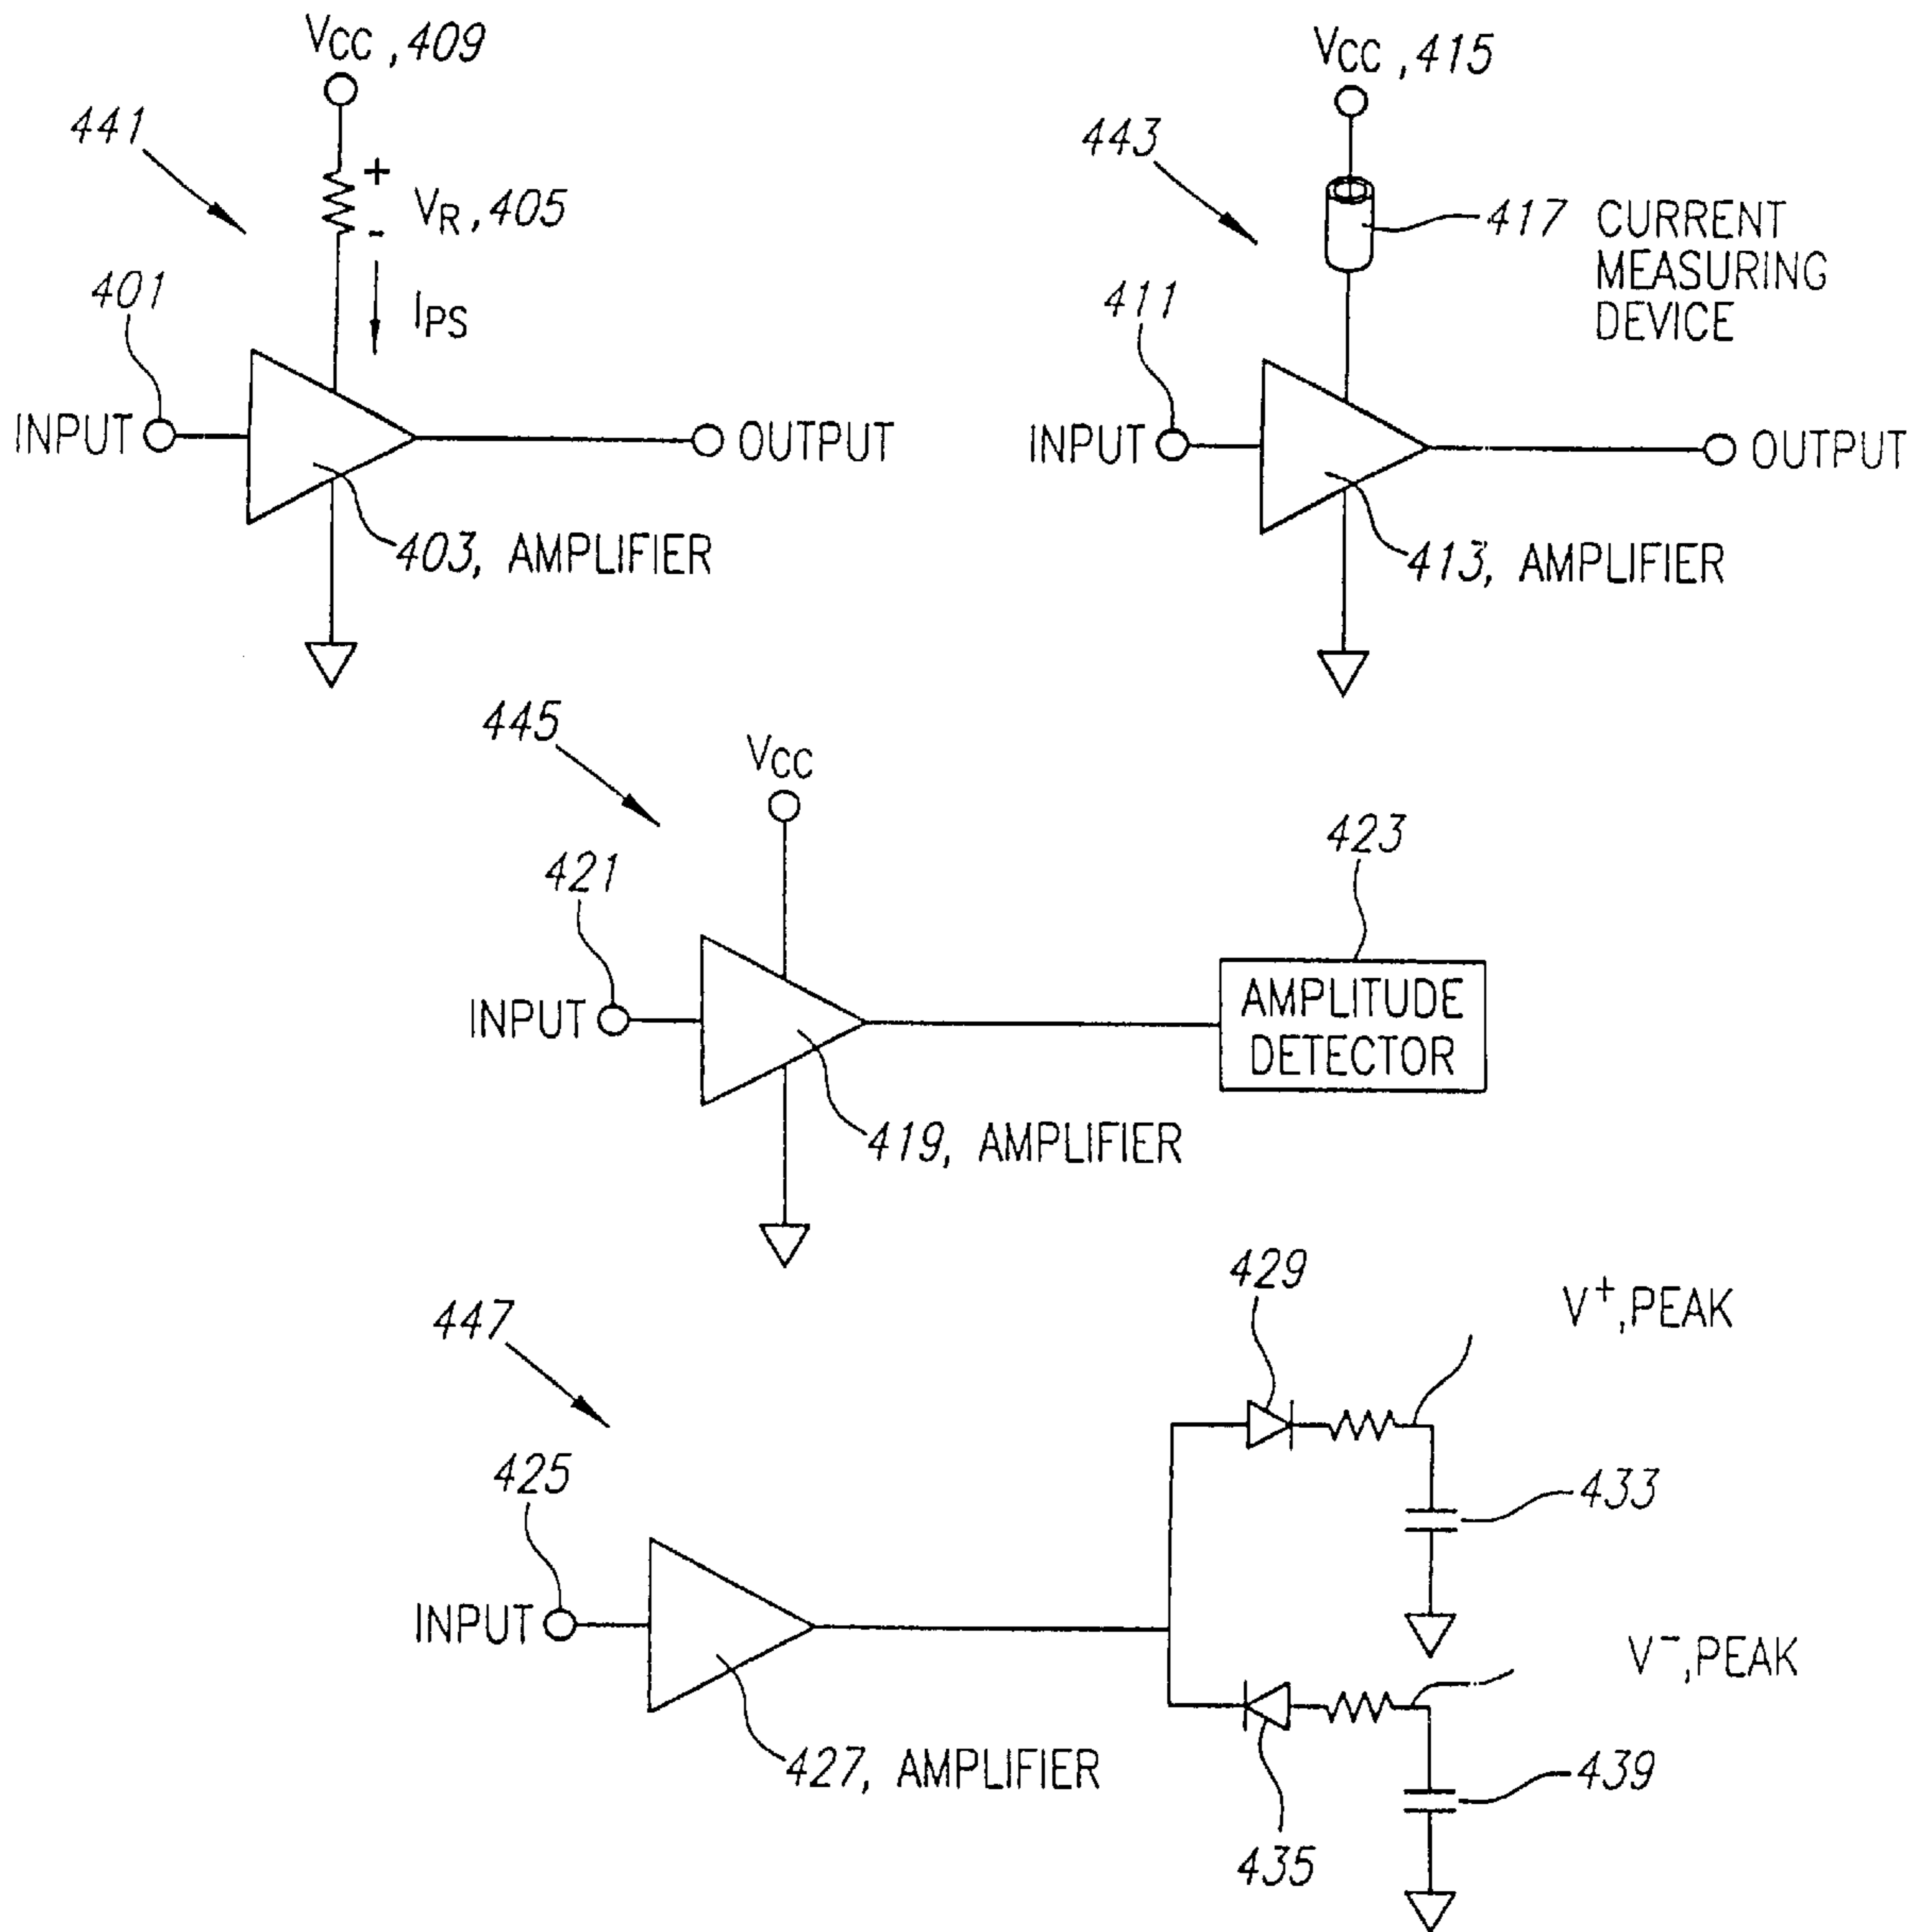 VCC, 409
441
+
VR, 405
-
401
IPS
INPUT
OUTPUT
403, AMPLIFIER
VCC, 415
443
417 CURRENT
MEASURING
DEVICE
411
INPUT
OUTPUT
413, AMPLIFIER
445
VCC
423
421
INPUT
AMPLITUDE
DETECTOR
419, AMPLIFIER
429
V+, PEAK
447
425
433
INPUT
V-, PEAK
427, AMPLIFIER
439
435